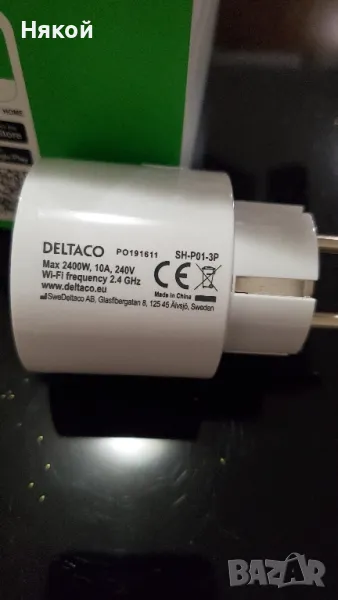 Някой
HOME
DELTACO PO191611 SH-P01-3P
Max 2400W, 10A, 240V
Wi-Fi frequency 2.4 GHz
www.deltaco.eu
Made in China
SweDeltaco AB, Glasfibergatan 8, 125 45 Älvsjö, Sweden
BAZAR